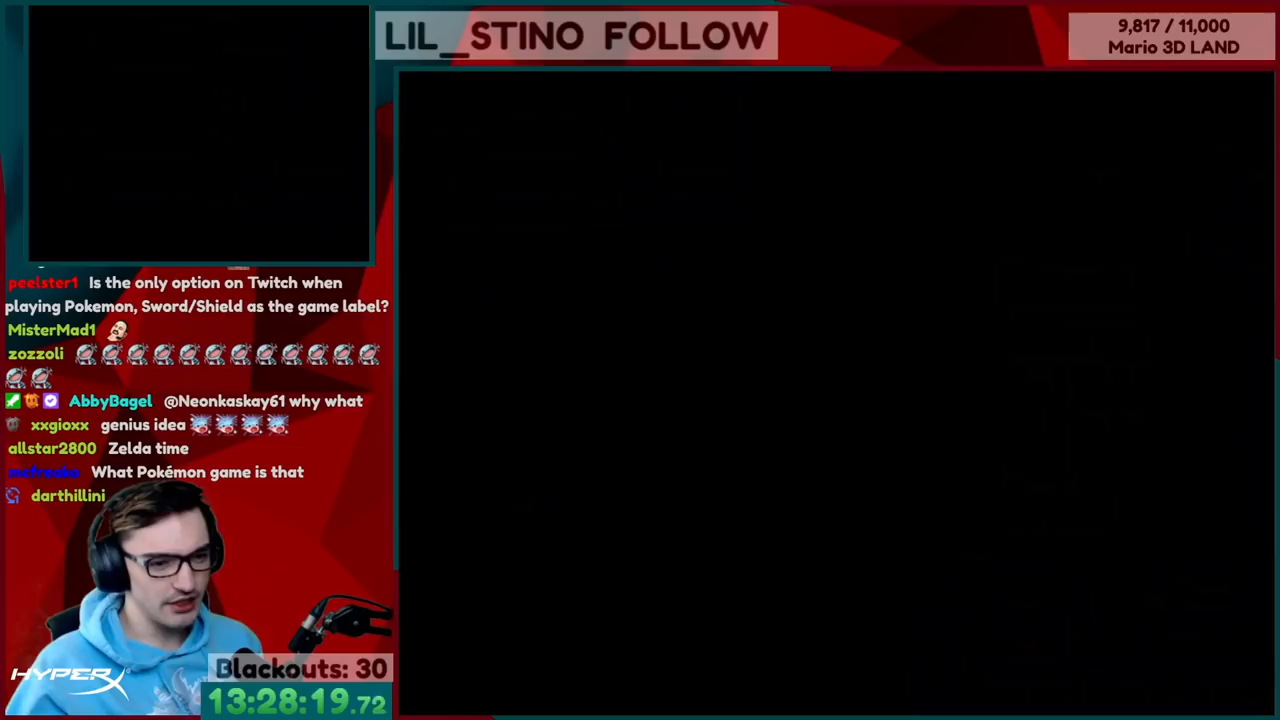 LIL_STINO FOLLOW
9,817 / 11,000
Mario 3D LAND
peelster1 Is the only option on Twitch when
playing Pokemon, Sword/Shield as the game label?
MisterMad1
zozzoli
AbbyBagel @Neonkaskay61 why what
xxgioxx genius idea
allstar2800 Zelda time
mcfreako What Pokémon game is that
darthillini
HYPERX
Blackouts: 30
13:28:19.72